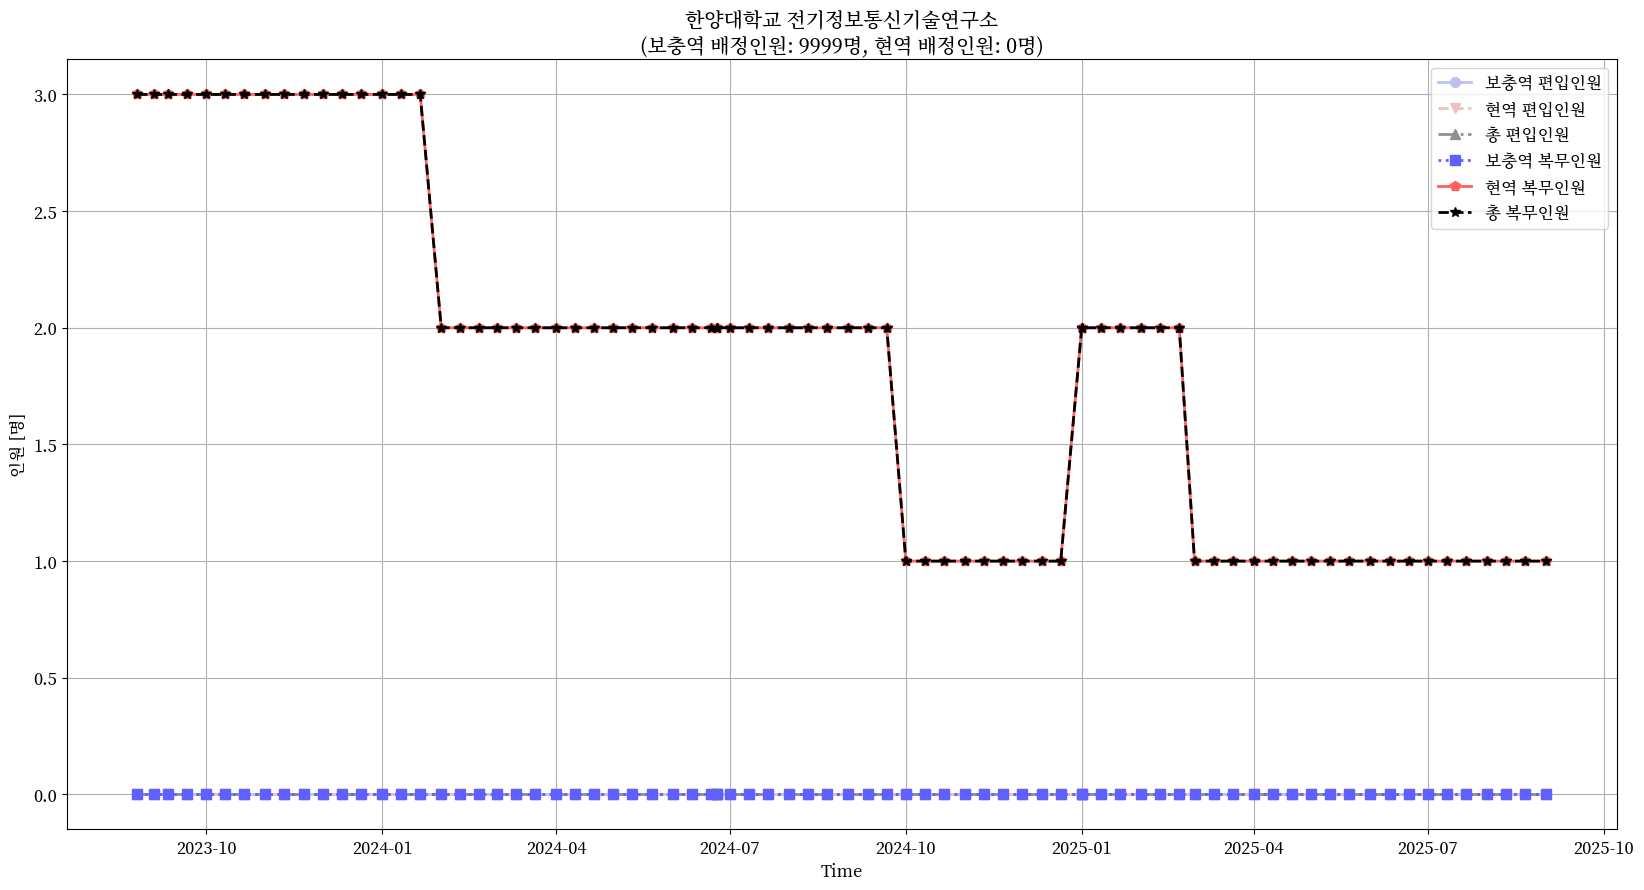 한양대학교 전기정보통신기술연구소
(보충역 배정인원: 9999명, 현역 배정인원: 0명)
보충역 편입인원
현역 편입인원
총 편입인원
보충역 복무인원
현역 복무인원
총 복무인원
인원 [명]
3.0
2.5
2.0
1.5
1.0
0.5
0.0
2023-10
2024-01
2024-04
2024-07
2024-10
2025-01
2025-04
2025-07
2025-10
Time